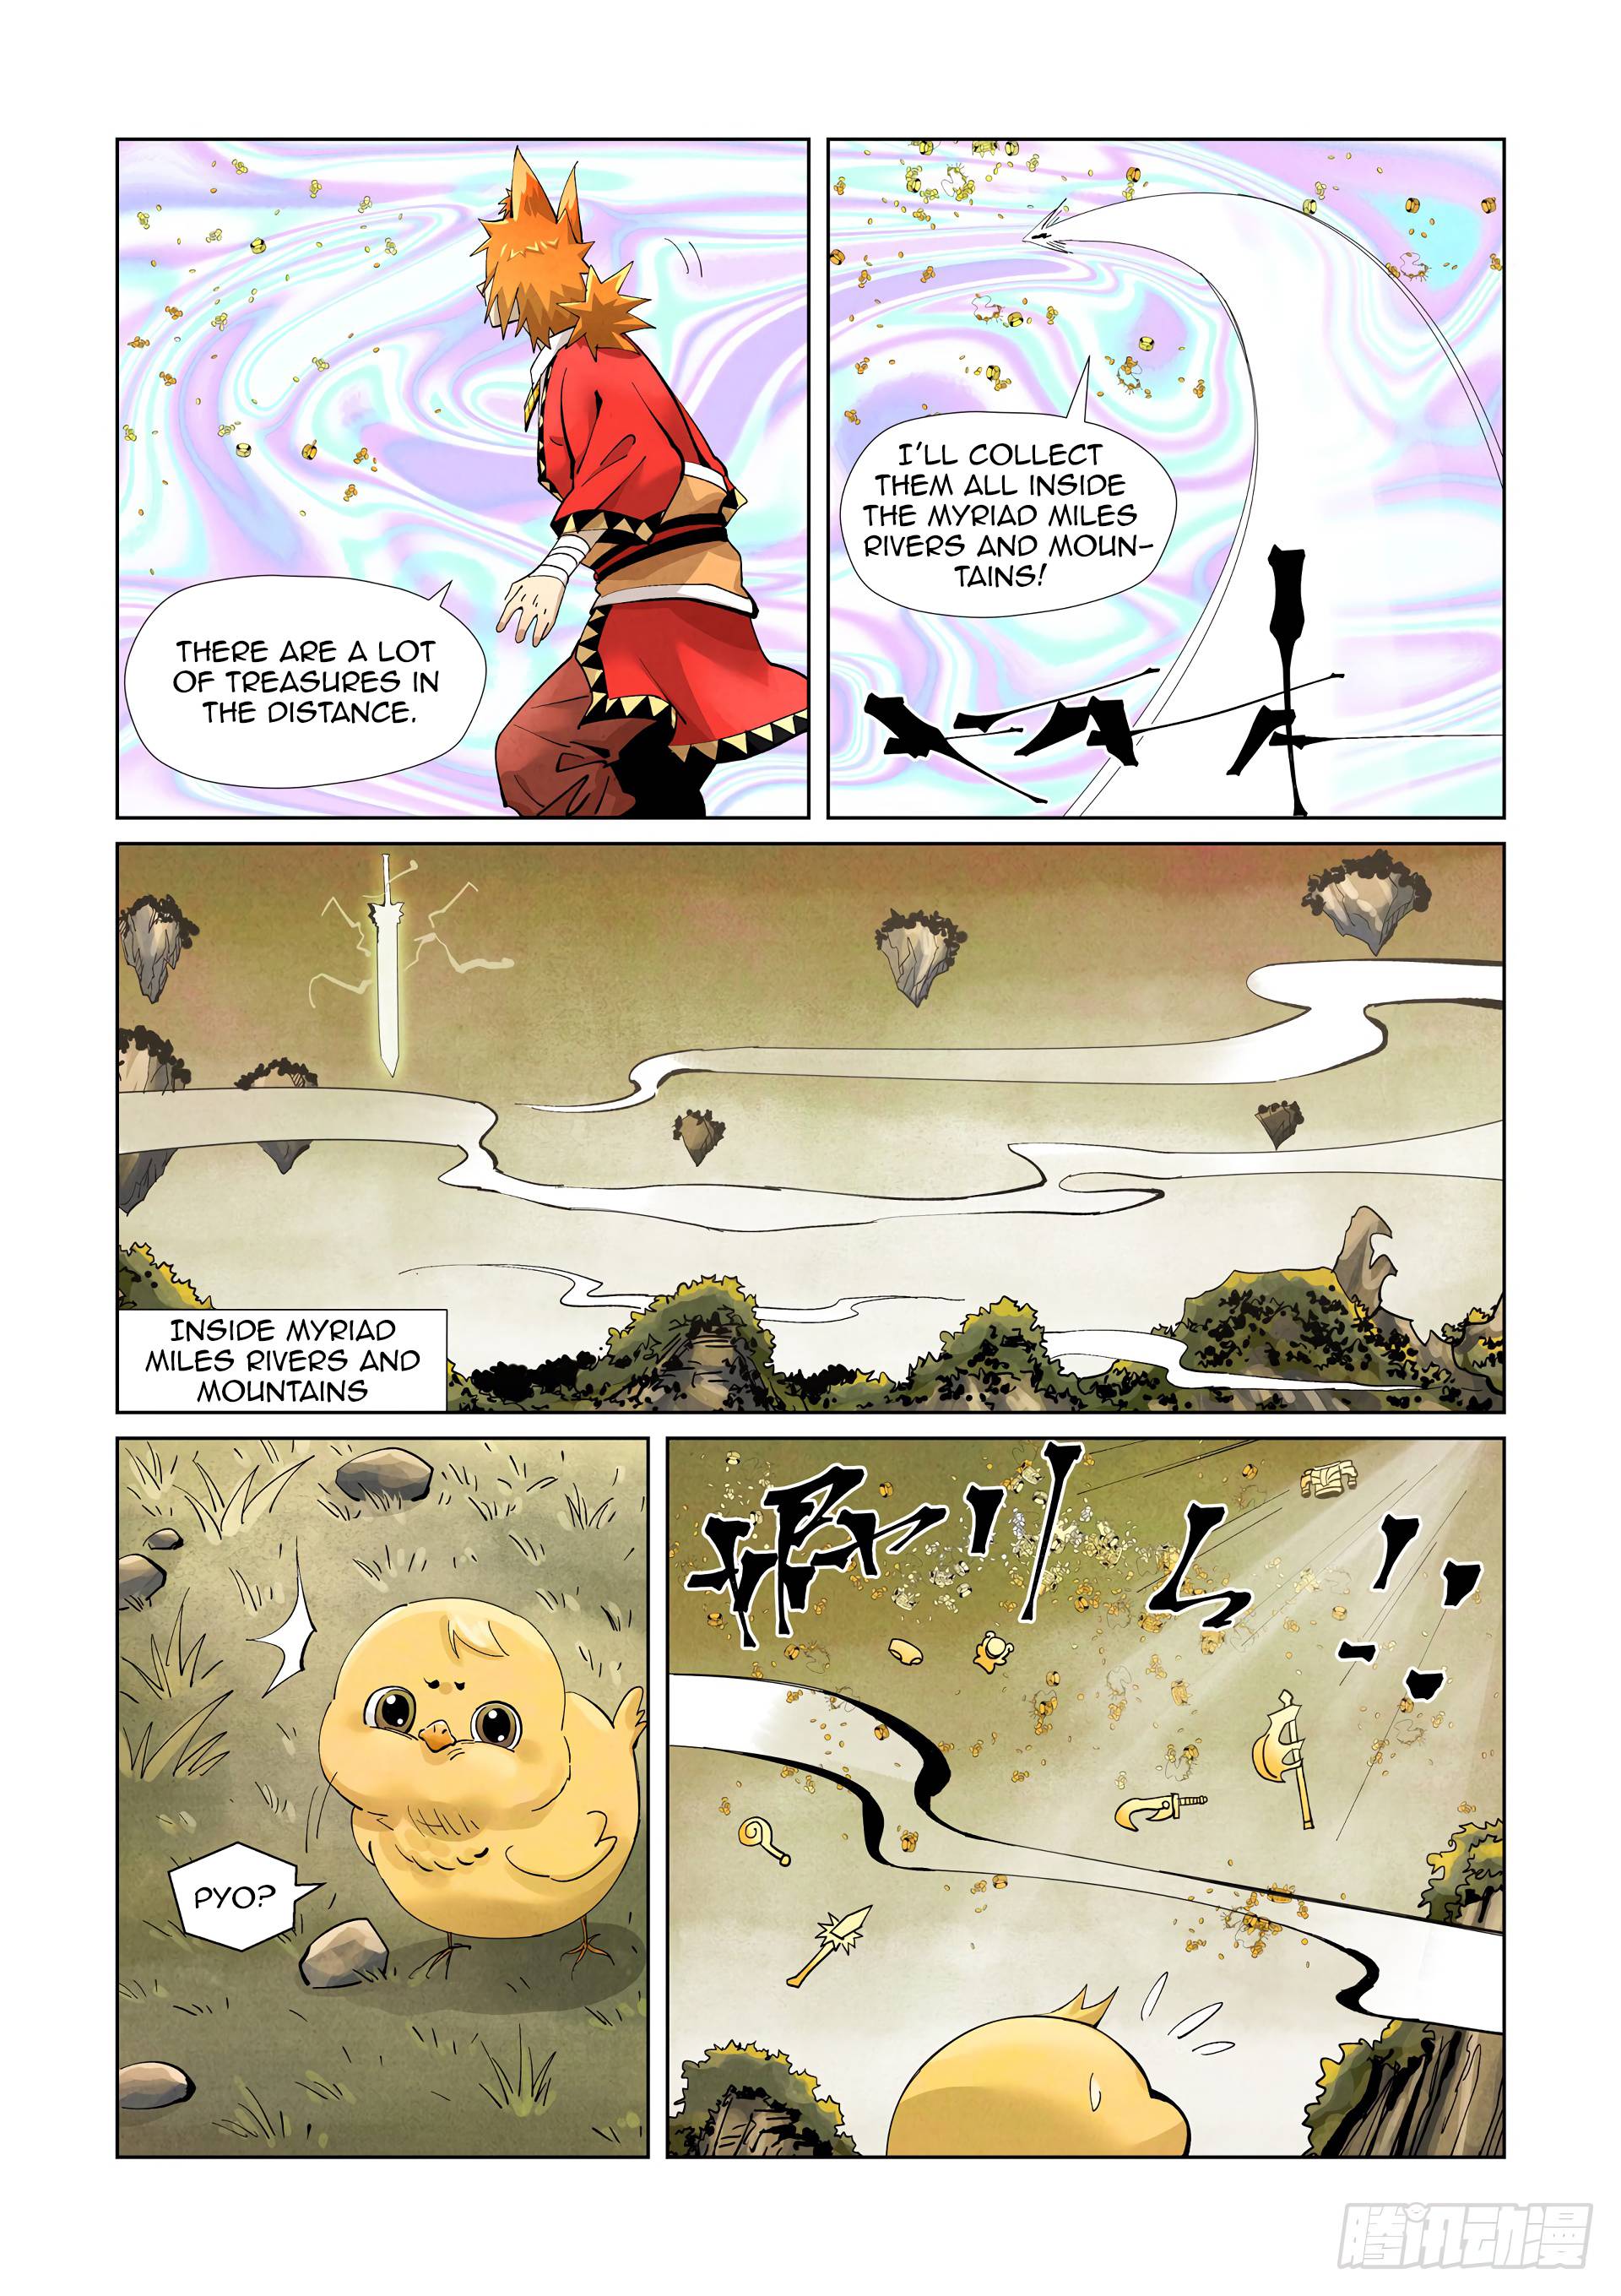 THERE ARE A LOT
OF TREASURES IN
THE DISTANCE.
I'LL COLLECT
THEM ALL INSIDE
THE MYRIAD MILES
RIVERS AND MOUN-
TAINS!
INSIDE MYRIAD
MILES RIVERS AND
MOUNTAINS
PYO?
腾讯动漫